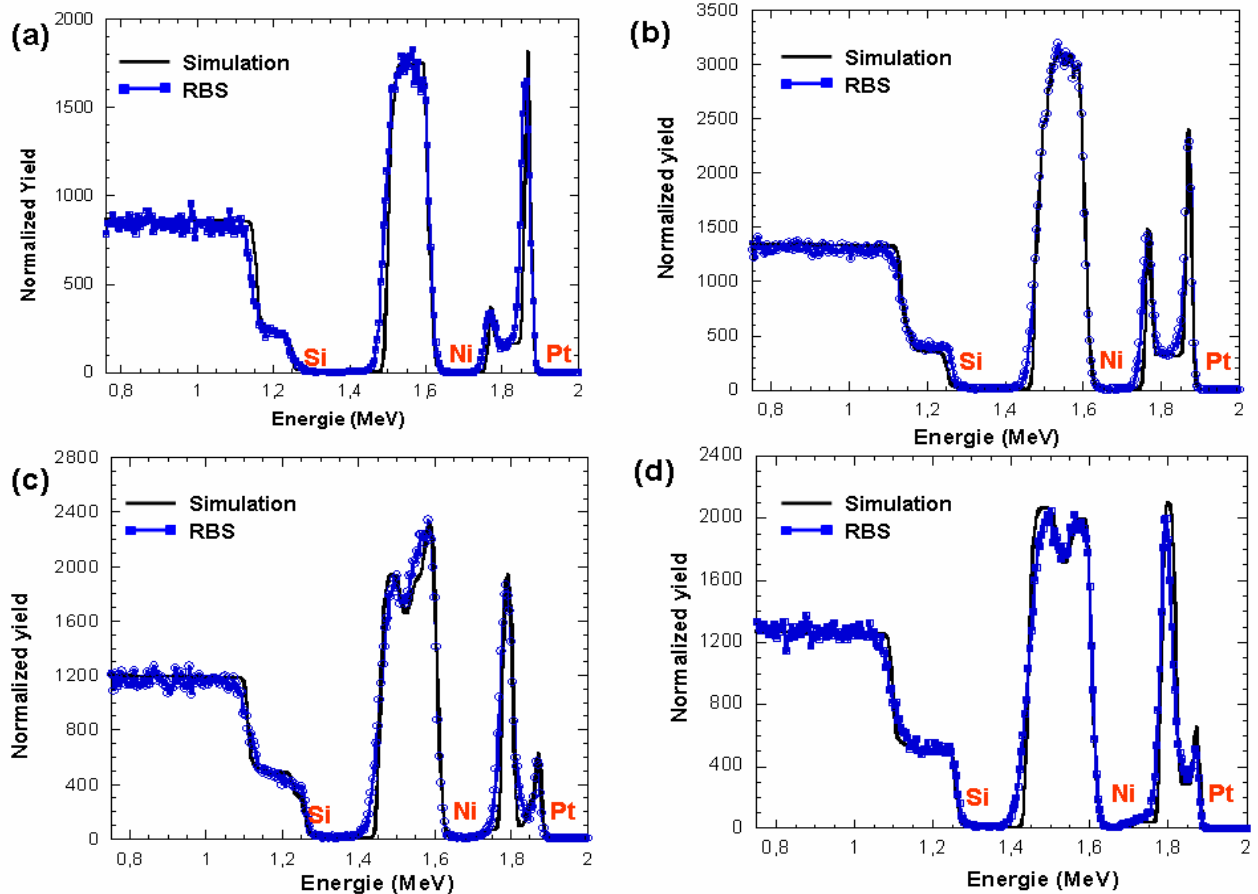 (a)
Simulation
RBS
Normalized Yield
2000
1500
1000
500
0
Si
Ni
Pt
1
1,2
1,4
1,6
1,8
2
Energie (MeV)
(b)
Simulation
RBS
Normalized yield
3500
3000
2500
2000
1500
1000
500
0
Si
Ni
Pt
0,8
1
1,2
1,4
1,6
1,8
2
Energie (MeV)
(c)
Simulation
RBS
Normalized yield
2800
2400
2000
1600
1200
800
400
0
Si
Ni
Pt
0,8
1
1,2
1,4
1,6
1,8
2
Energie (MeV)
(d)
Simulation
RBS
Normalized yield
2400
2000
1600
1200
800
400
0
Si
Ni
Pt
0,8
1
1,2
1,4
1,6
1,8
2
Energie (MeV)